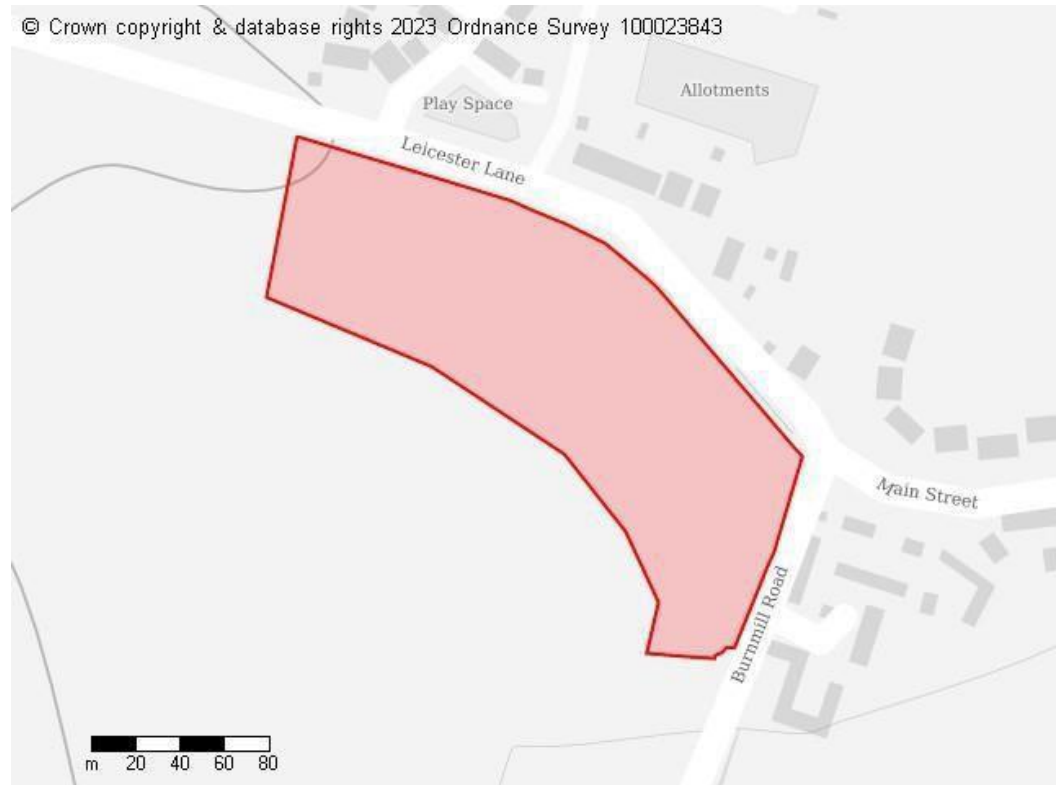 © Crown copyright & database rights 2023 Ordnance Survey 100023843
Play Space
Allotments
Leicester Lane
Main Street
Burnmill Road
m 20 40 60 80